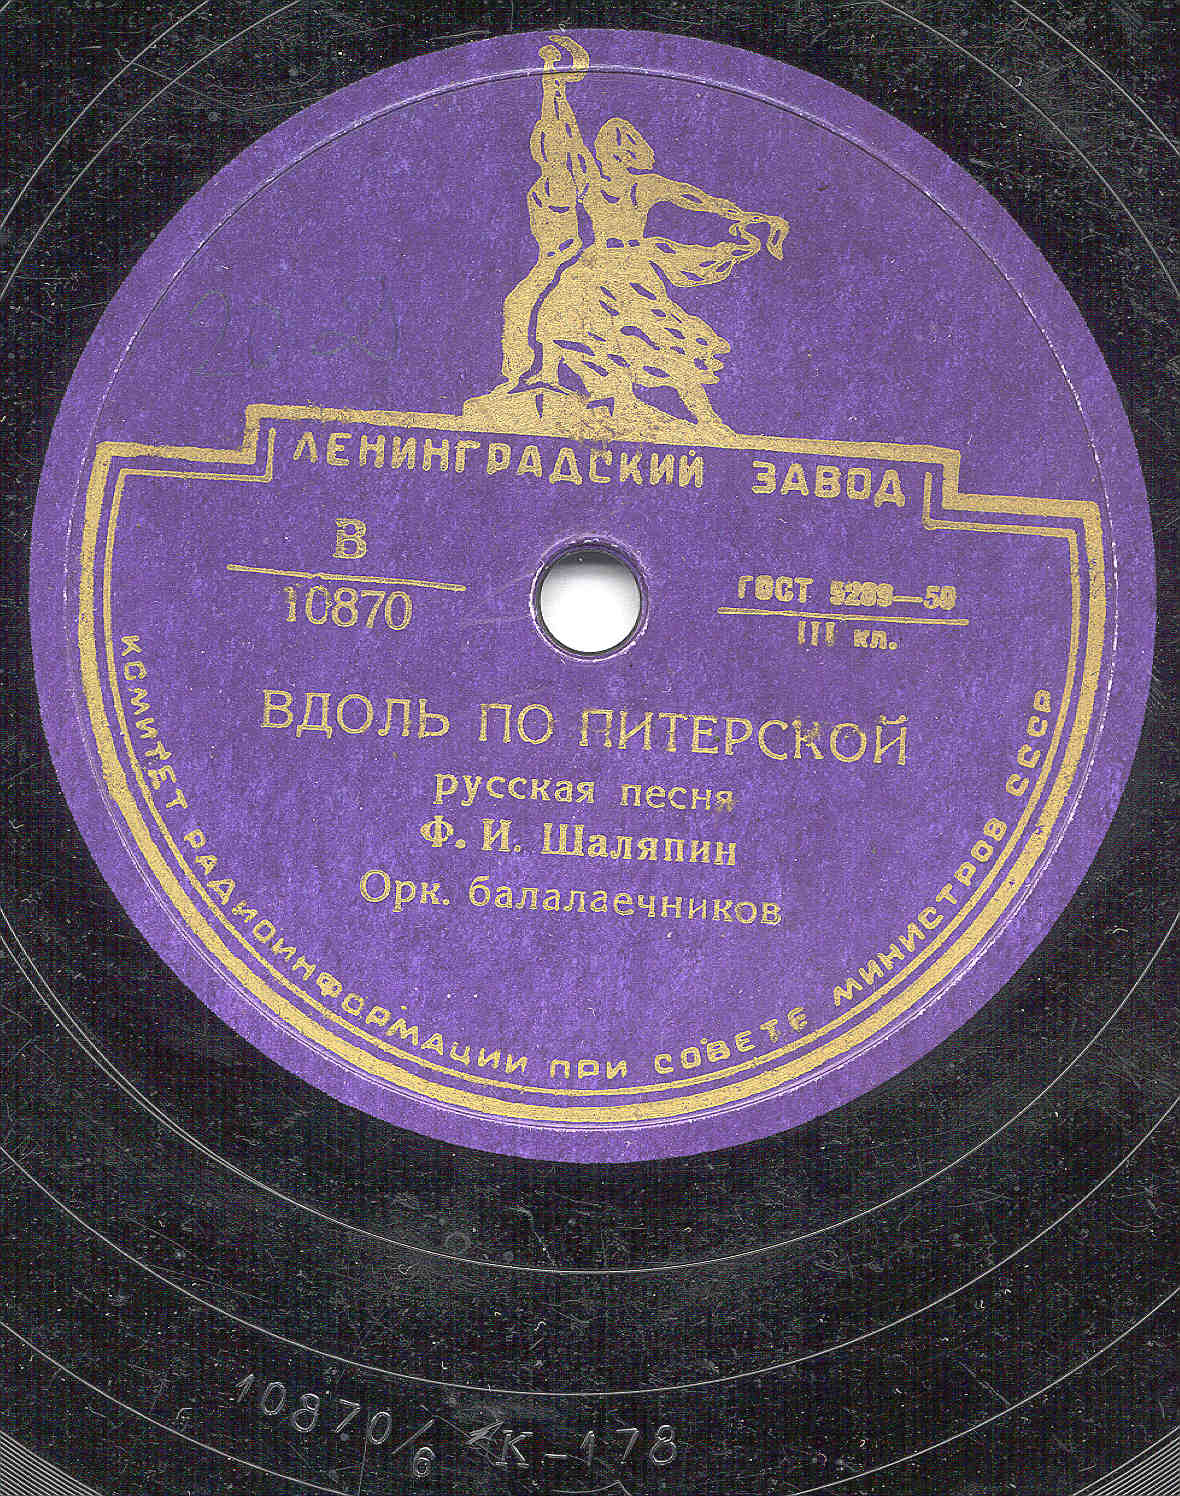 ЛЕНИНГРАДСКИЙ ЗАВОД
В
10870
ГОСТ 5289—50
III кл.
ВДОЛЬ ПО ПИТЕРСКОЙ
русская песня
Ф. И. Шаляпин
Орк. балалаечников
КОМИТЕТ РАДИОИНФОРМАЦИИ ПРИ СОВЕТЕ МИНИСТРОВ СССР
10870/6 К-178